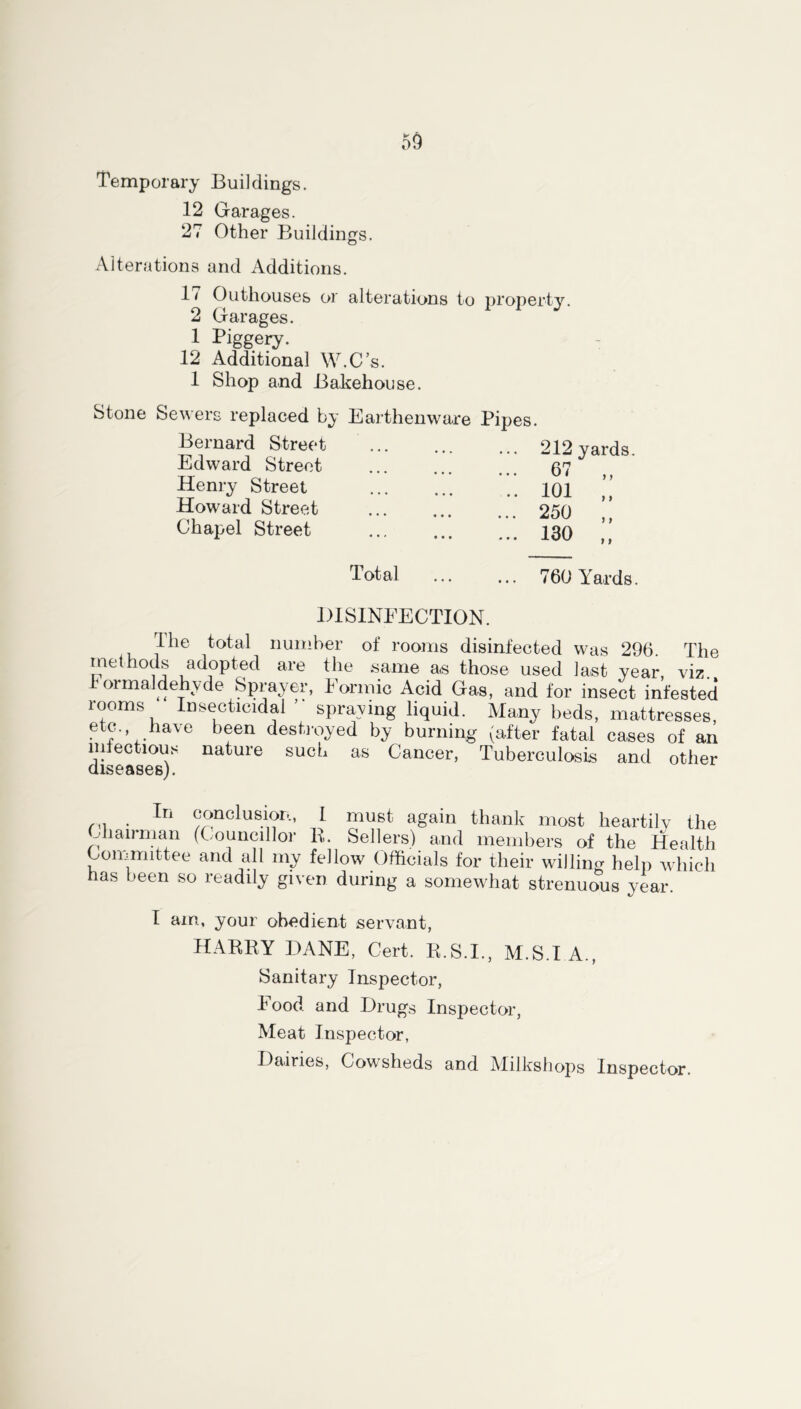 59
Temporary Buildings.
12 Garages.
27 Other Buildings.
Alterations and Additions.
17 Outhouses or alterations to property.
2 Garages.
1 Piggery.
12 Additional W.C's.
1 Shop and Bakehouse.
Stone Sewers replaced by Earthenware Pipes.
Bernard Street ... ... ... 212 yards.
Edward Street ... ... ... 67 ,,
Henry Street ... ... .. 101 ,,
Howard Street ... ... ... 250 ,,
Chapel Street ... ... ... 130 ,,
Total ... ... 760 Yards.
DISINFECTION.
The total number of rooms disinfected was 296. The
methods adopted are the same as those used last year, viz.,
Formaldehyde Sprayer, Formic Acid Gas, and for insect infested
rooms “ Insecticidal ” spraying liquid. Many beds, mattresses,
etc., have been destroyed by burning (after fatal cases of an
infectious nature such as Cancer, Tuberculosis and other
diseases).
In conclusion, I must again thank most heartily the
Chairman (Councillor R. Sellers) and members of the Health
Committee and all my fellow Officials for their willing help which
has been so readily given during a somewhat strenuous year.
I am, your obedient servant,
HARRY DANE, Cert. R.S.I., M.S.I A.,
Sanitary Inspector,
Food and Drugs Inspector,
Meat Inspector,
Dairies, Cowsheds and Milkshops Inspector.